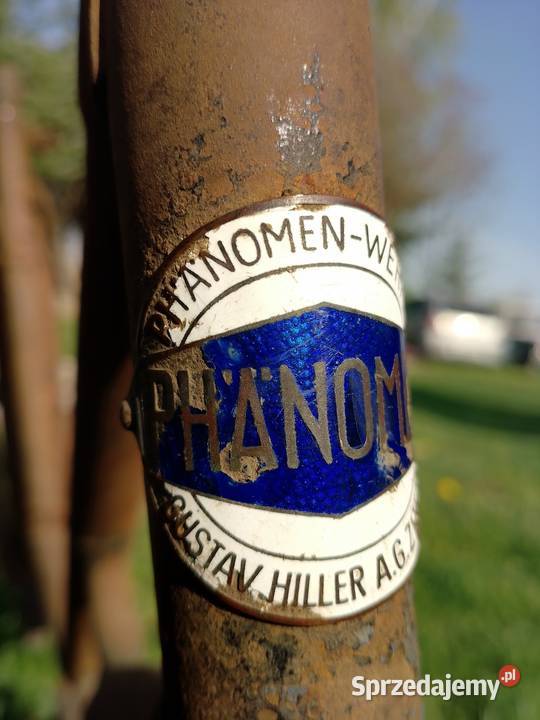 PHÄNOMEN-WE
PHÄNOM
GUSTAV HILLER A.G.Z
Sprzedajemy.pl